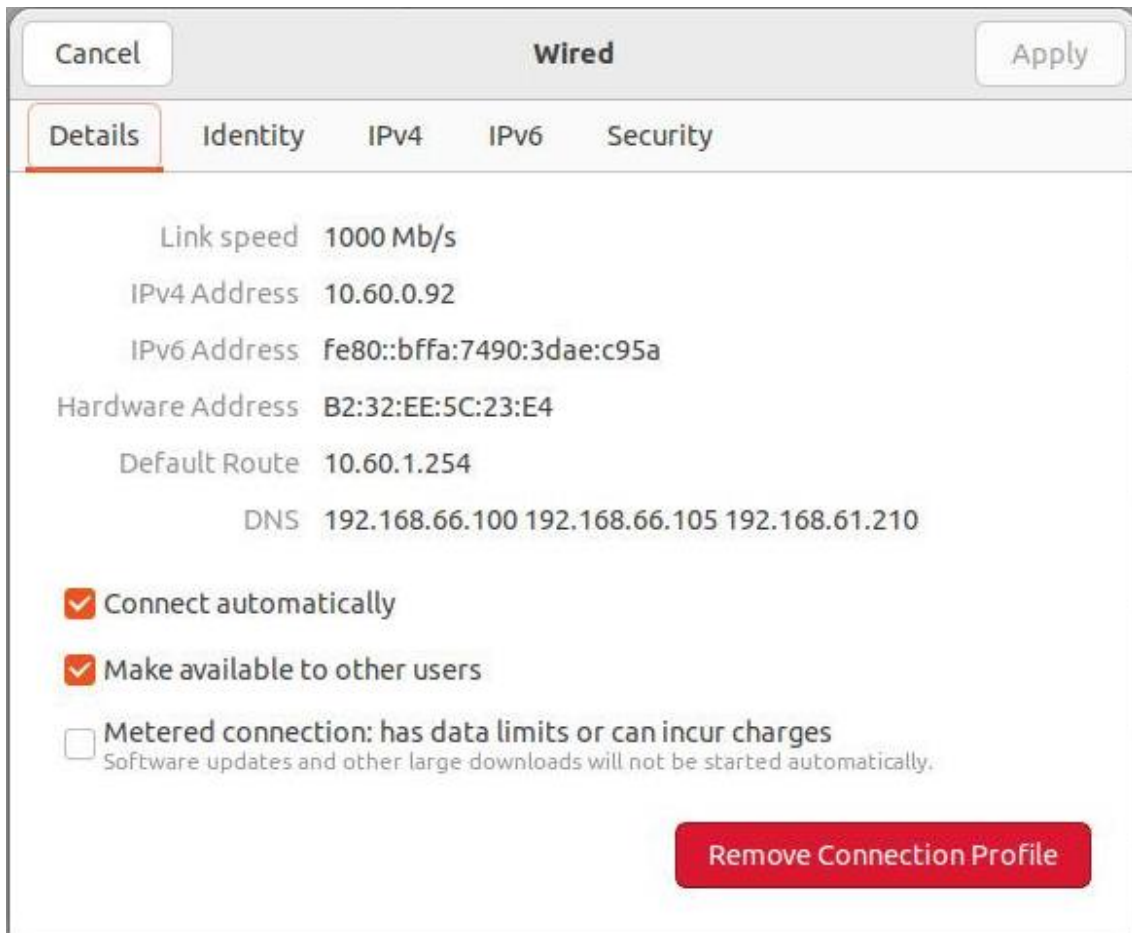 Cancel Wired Apply
Details Identity IPv4 IPv6 Security
Link speed 1000 Mb/s
IPv4 Address 10.60.0.92
IPv6 Address fe80::bffa:7490:3dae:c95a
Hardware Address B2:32:EE:5C:23:E4
Default Route 10.60.1.254
DNS 192.168.66.100 192.168.66.105 192.168.61.210
Connect automatically
Make available to other users
Metered connection: has data limits or can incur charges
Software updates and other large downloads will not be started automatically.
Remove Connection Profile